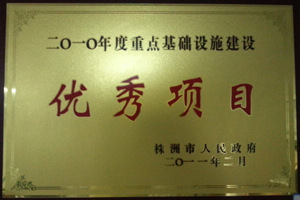 二〇一〇年度重点基础设施建设
优秀项目
株洲市人民政府
二〇一一年二月